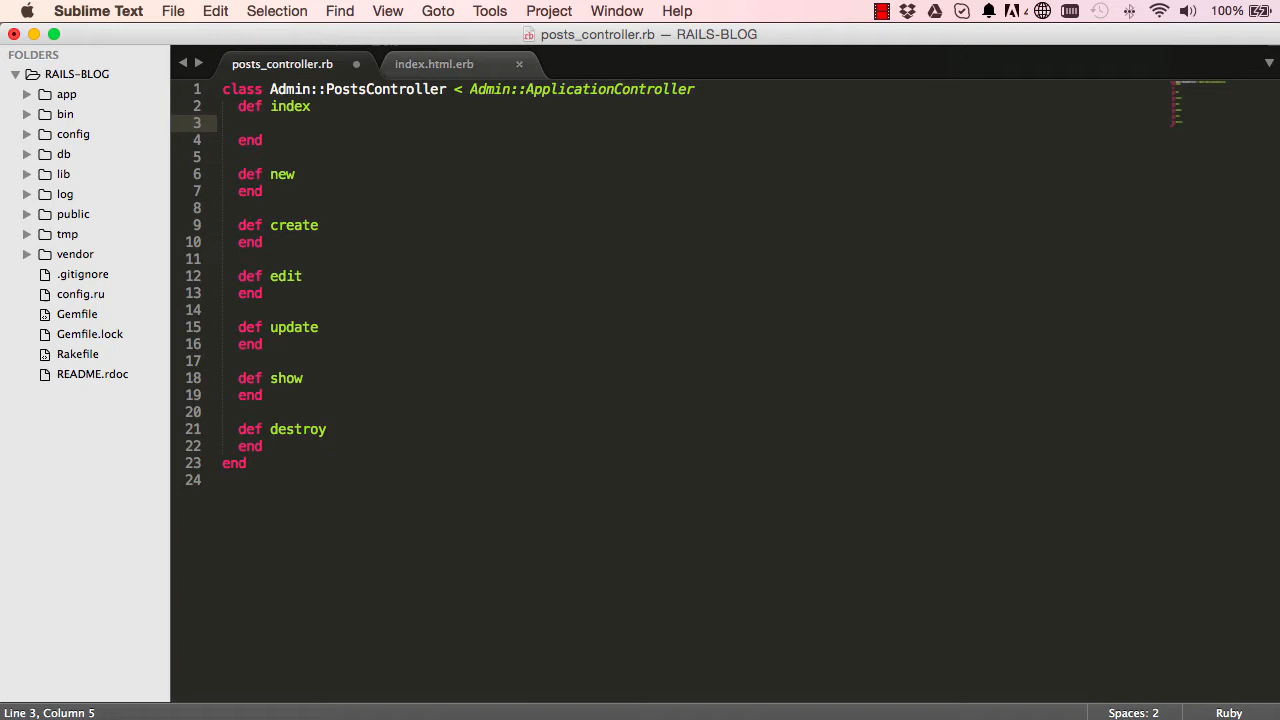 Sublime Text File Edit Selection Find View Goto Tools Project Window Help 4 100%
posts_controller.rb — RAILS-BLOG
FOLDERS
RAILS-BLOG
app
bin
config
db
lib
log
public
tmp
vendor
.gitignore
config.ru
Gemfile
Gemfile.lock
Rakefile
README.rdoc
posts_controller.rb index.html.erb
1 class Admin::PostsController < Admin::ApplicationController
2 def index
3
4 end
5
6 def new
7 end
8
9 def create
10 end
11
12 def edit
13 end
14
15 def update
16 end
17
18 def show
19 end
20
21 def destroy
22 end
23 end
24
Line 3, Column 5 Spaces: 2 Ruby